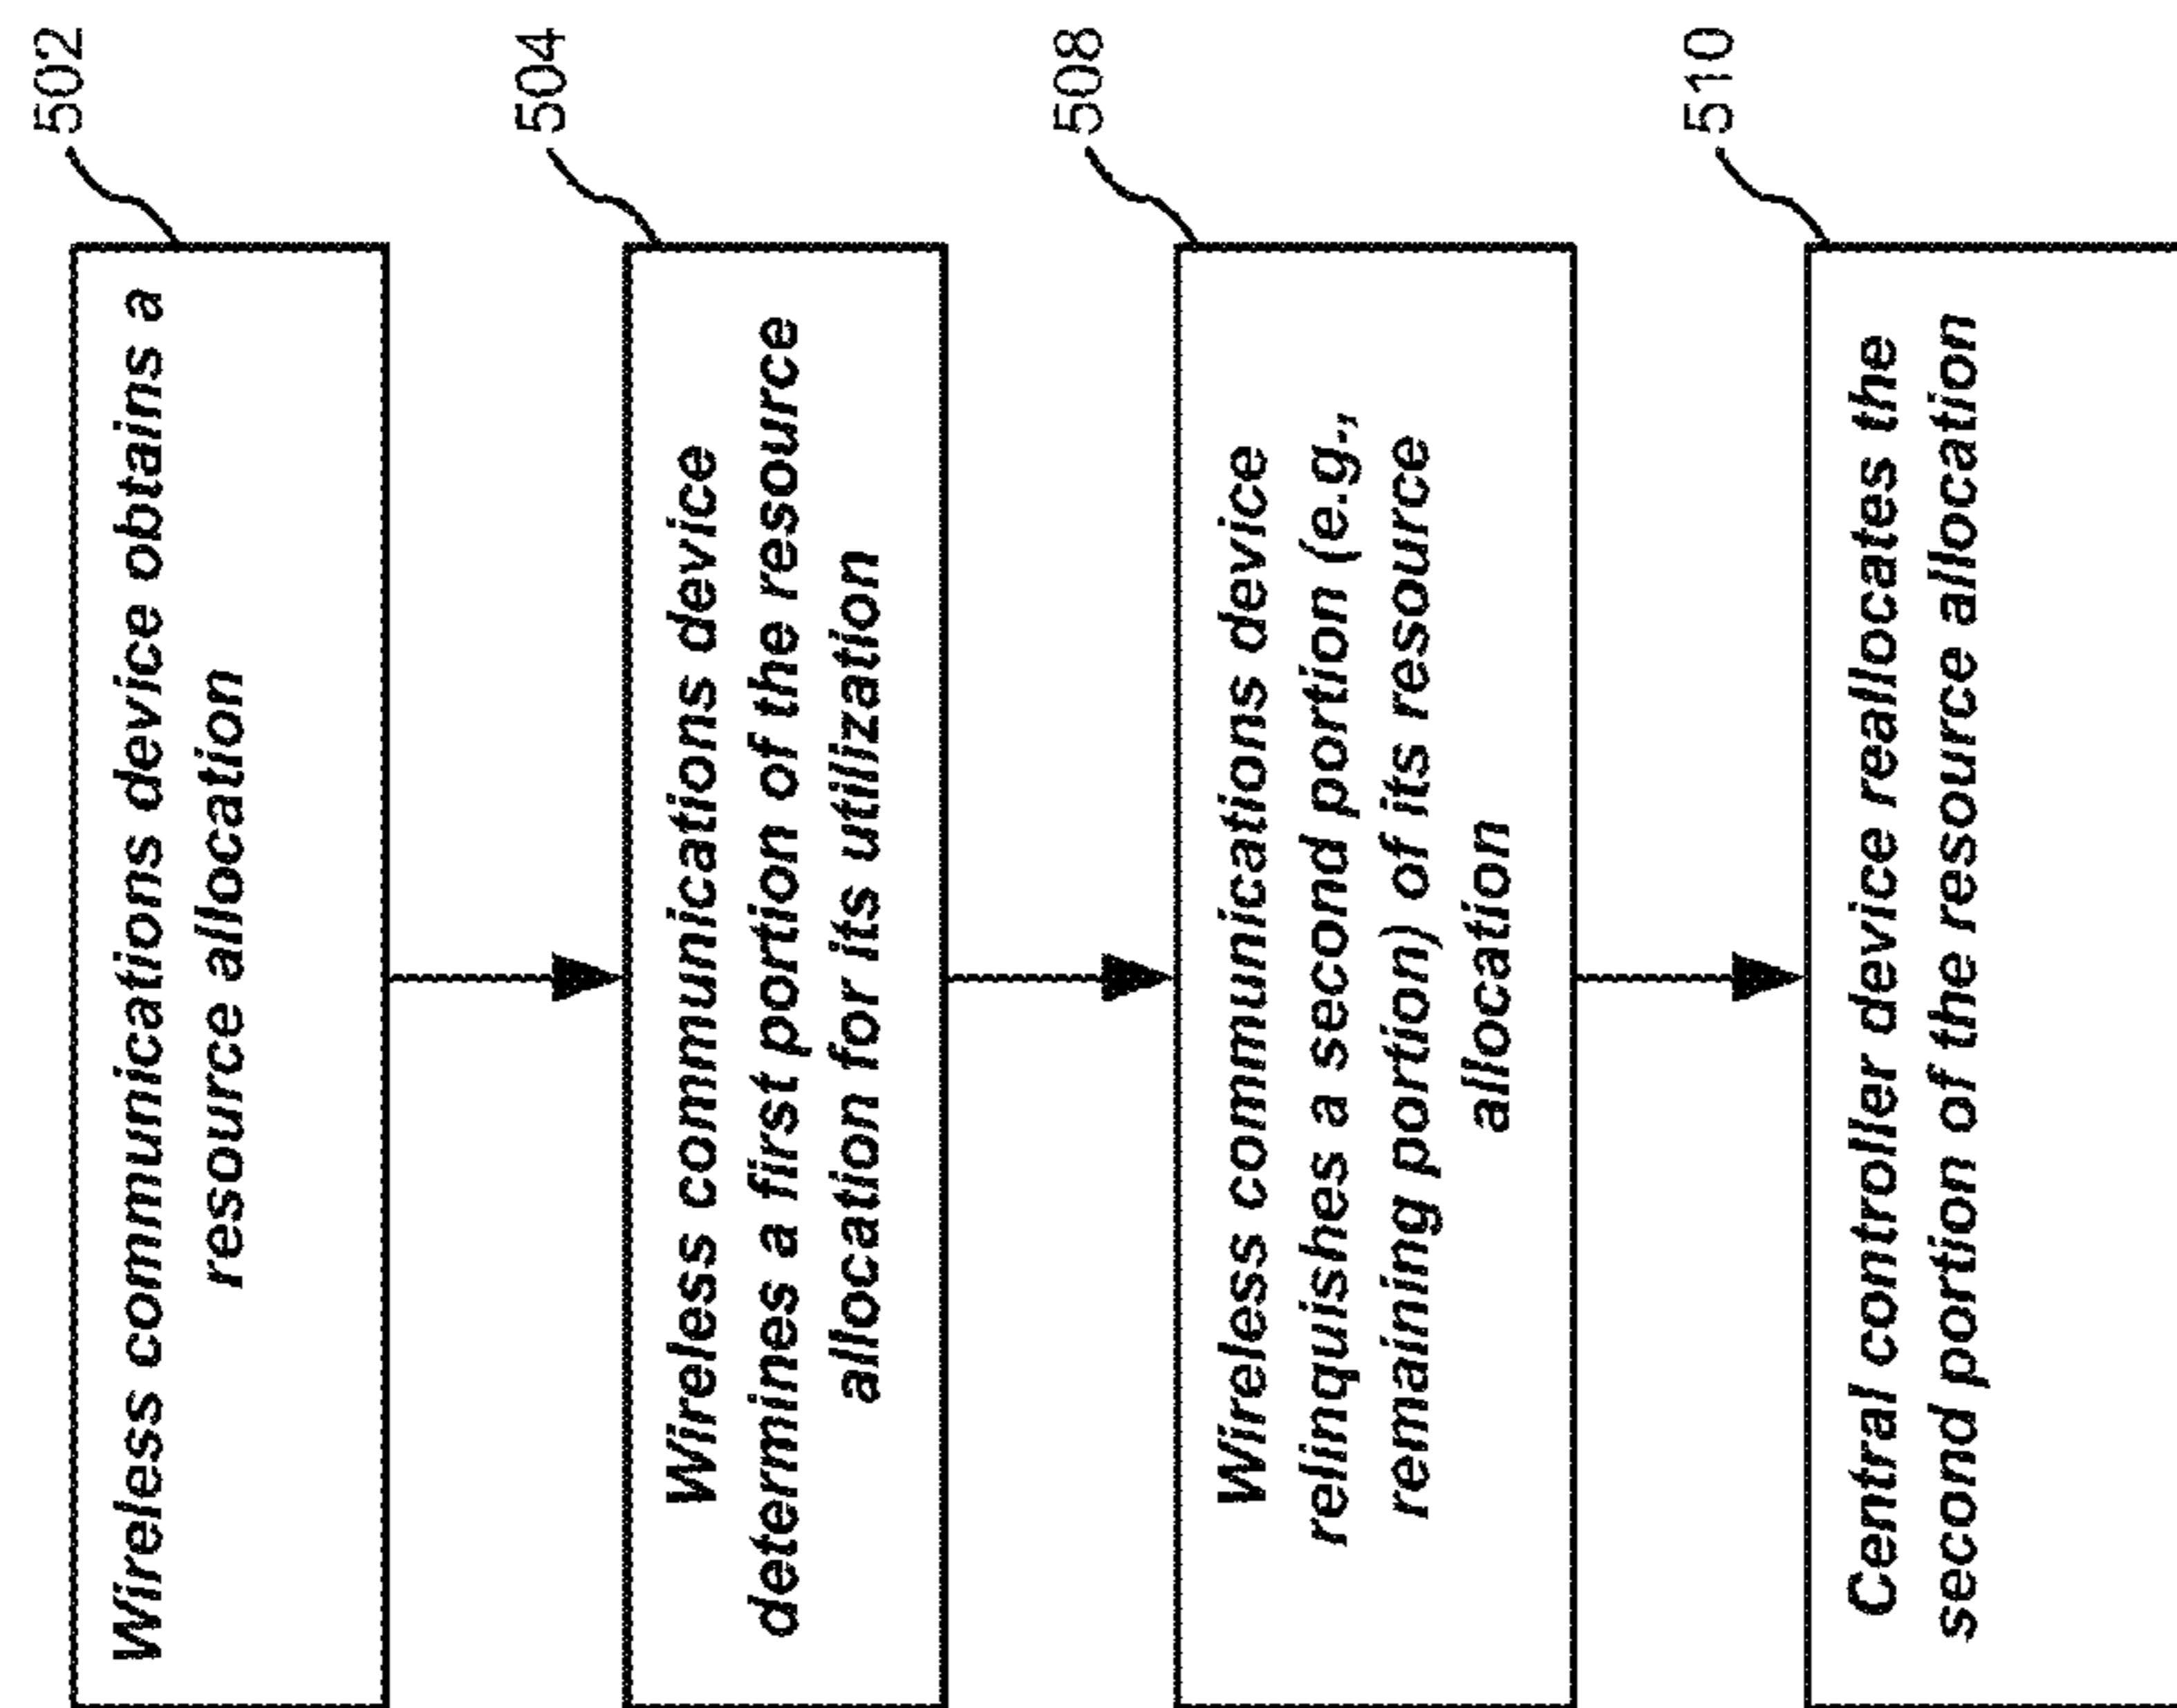 502
Wireless communications device obtains a
resource allocation
504
Wireless communications device
determines a first portion of the resource
allocation for its utilization
508
Wireless communications device
relinquishes a second portion (e.g.,
remaining portion) of its resource
allocation
510
Central controller device reallocates the
second portion of the resource allocation